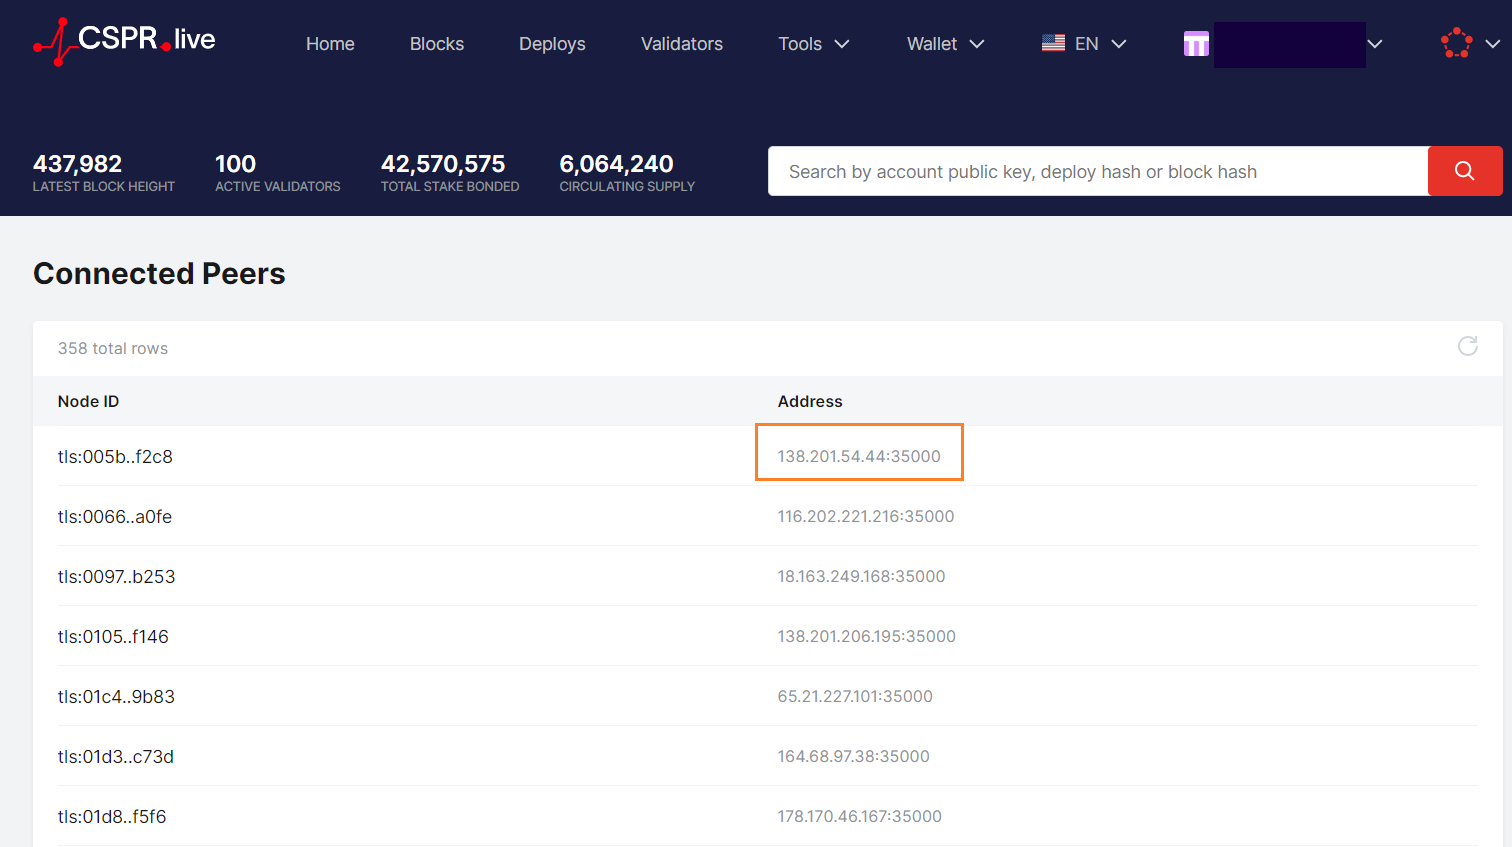 CSPR.live
Home Blocks Deploys Validators Tools Wallet EN
437,982 100 42,570,575 6,064,240
LATEST BLOCK HEIGHT ACTIVE VALIDATORS TOTAL STAKE BONDED CIRCULATING SUPPLY
Search by account public key, deploy hash or block hash
Connected Peers
358 total rows
Node ID Address
tls:005b..f2c8 138.201.54.44:35000
tls:0066..a0fe 116.202.221.216:35000
tls:0097..b253 18.163.249.168:35000
tls:0105..f146 138.201.206.195:35000
tls:01c4..9b83 65.21.227.101:35000
tls:01d3..c73d 164.68.97.38:35000
tls:01d8..f5f6 178.170.46.167:35000